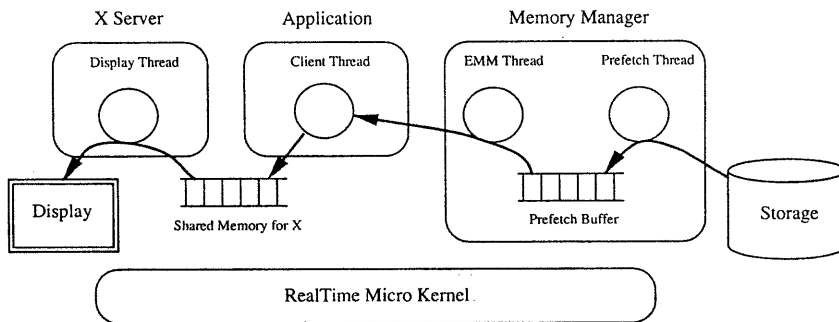 X Server
Application
Memory Manager
Display Thread
Client Thread
EMM Thread
Prefetch Thread
Display
Shared Memory for X
Prefetch Buffer
Storage
RealTime Micro Kernel